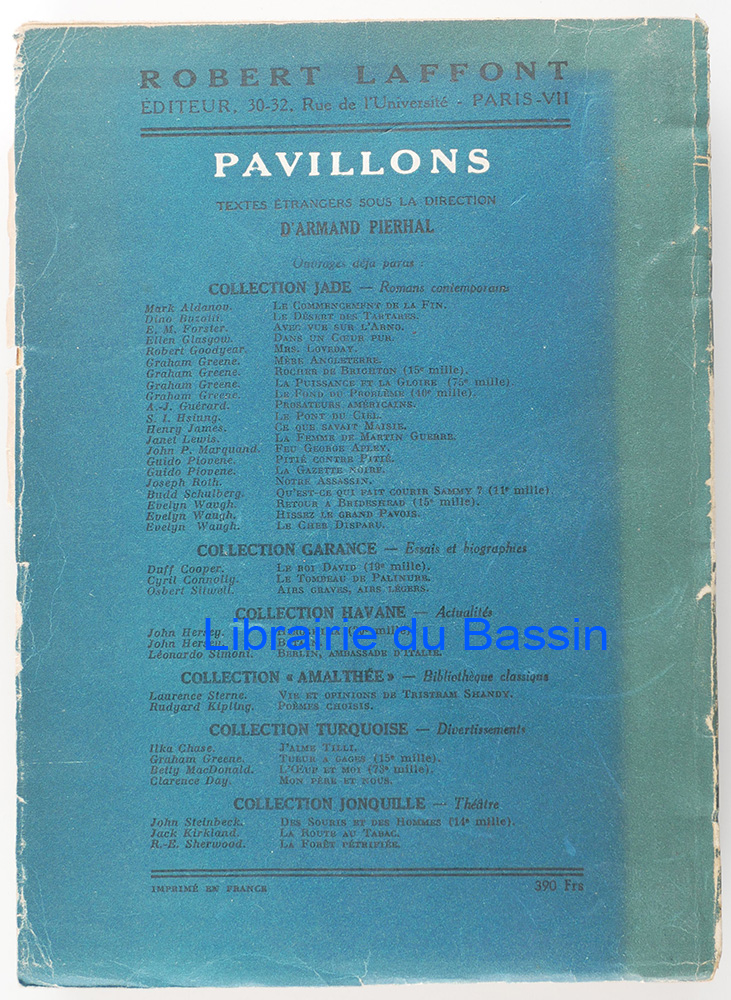 ROBERT LAFFONT
ÉDITEUR, 30-32, Rue de l'Université - PARIS-VII
PAVILLONS
TEXTES ÉTRANGERS SOUS LA DIRECTION
D'ARMAND PIERHAL
Ouvrages déjà parus :
COLLECTION JADE — Romans contemporains
Mark Aldanov. LE COMMENCEMENT DE LA FIN.
Dino Buzatti. LE DÉSERT DES TARTARES.
E. M. Forster. AVEC VUE SUR L'ARNO.
Ellen Glasgow. DANS UN CŒUR PUR.
Robert Goodyear. MRS. LOVEDAY.
Graham Greene. MÈRE ANGLETERRE.
Graham Greene. ROCHER DE BRIGHTON (15e mille).
Graham Greene. LA PUISSANCE ET LA GLOIRE (75e mille).
Graham Greene. LE FOND DU PROBLÈME (40e mille).
A.-J. Guérard. PROSATEURS AMÉRICAINS.
S. I. Hsiung. LE PONT DU CIEL.
Henry James. CE QUE SAVAIT MAISIE.
Janet Lewis. LA FEMME DE MARTIN GUERRE.
John P. Marquand. FEU GEORGE APLEY.
Guido Piovene. PITIÉ CONTRE PITIÉ.
Guido Piovene. LA GAZETTE NOIRE.
Joseph Roth. NOTRE ASSASSIN.
Budd Schulberg. QU'EST-CE QUI FAIT COURIR SAMMY ? (11e mille).
Evelyn Waugh. RETOUR A BRIDESHEAD (15e mille).
Evelyn Waugh. HISSEZ LE GRAND PAVOIS.
Evelyn Waugh. LE CHER DISPARU.
COLLECTION GARANCE — Essais et biographies
Duff Cooper. LE ROI DAVID (19e mille).
Cyril Connolly. LE TOMBEAU DE PALINURE.
Osbert Sitwell. AIRS GRAVES, AIRS LÉGERS.
COLLECTION HAVANE — Actualités
John Hersey. mille).
John Hersey.
Léonardo Simoni. BERLIN, AMBASSADE D'ITALIE.
Librairie du Bassin
COLLECTION « AMALTHÉE » — Bibliothèque classique
Laurence Sterne. VIE ET OPINIONS DE TRISTRAM SHANDY.
Rudyard Kipling. POÈMES CHOISIS.
COLLECTION TURQUOISE — Divertissements
Ilka Chase. J'AIME TILLI.
Graham Greene. TUEUR A GAGES (15e mille).
Betty MacDonald. L'ŒUF ET MOI (73e mille).
Clarence Day. MON PÈRE ET NOUS.
COLLECTION JONQUILLE — Théâtre
John Steinbeck. DES SOURIS ET DES HOMMES (14e mille).
Jack Kirkland. LA ROUTE AU TABAC.
R.-E. Sherwood. LA FORÊT PÉTRIFIÉE.
IMPRIMÉ EN FRANCE 390 Frs